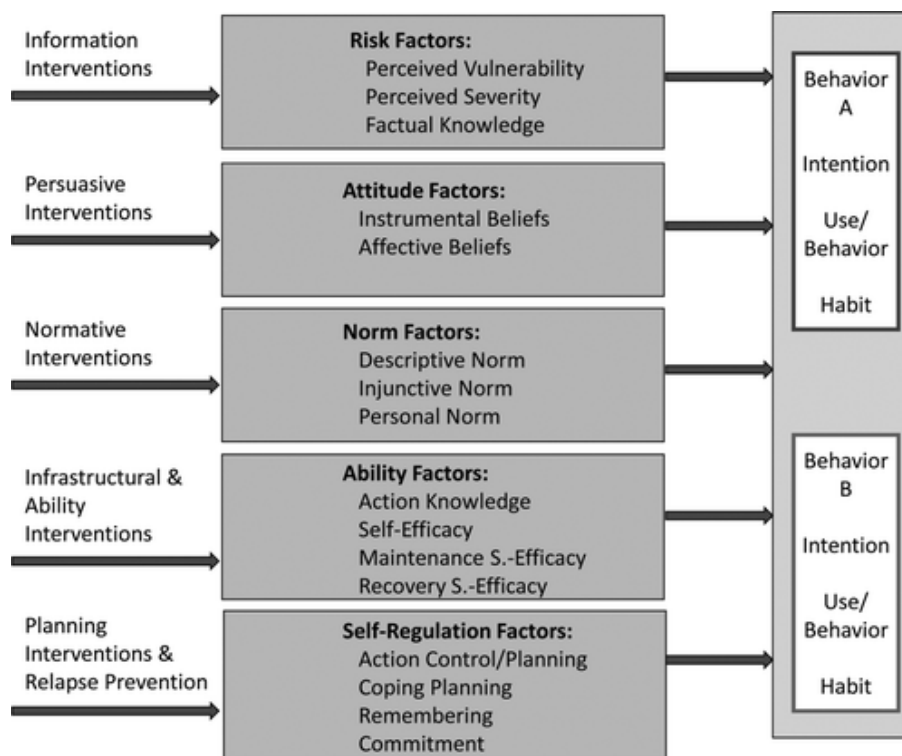 Information
Interventions
Risk Factors:
Perceived Vulnerability
Perceived Severity
Factual Knowledge
Persuasive
Interventions
Attitude Factors:
Instrumental Beliefs
Affective Beliefs
Normative
Interventions
Norm Factors:
Descriptive Norm
Injunctive Norm
Personal Norm
Infrastructural &
Ability
Interventions
Ability Factors:
Action Knowledge
Self-Efficacy
Maintenance S.-Efficacy
Recovery S.-Efficacy
Planning
Interventions &
Relapse Prevention
Self-Regulation Factors:
Action Control/Planning
Coping Planning
Remembering
Commitment
Behavior
A
Intention
Use/
Behavior
Habit
Behavior
B
Intention
Use/
Behavior
Habit